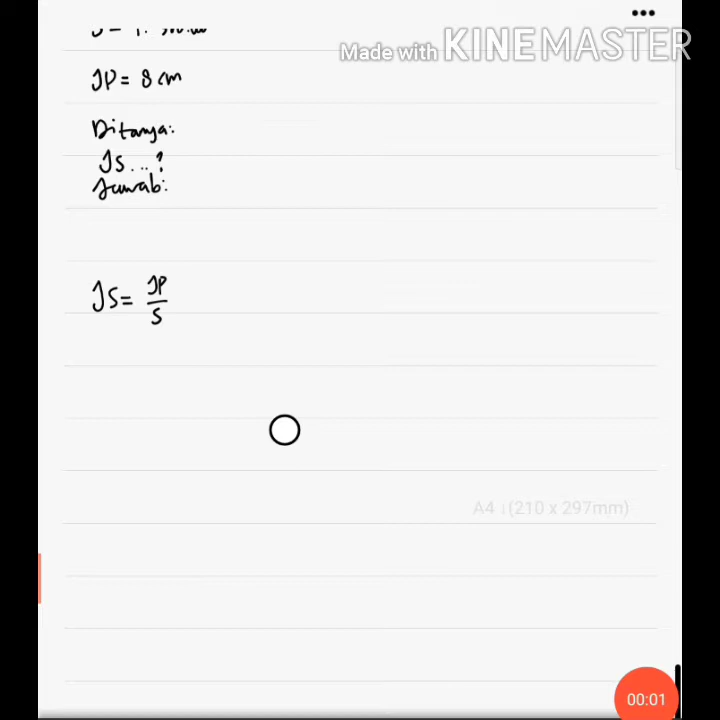 Made with KINEMASTER
JP = 8 cm
Ditanya:
JS...?
Jawab:
JS = JP/S
A4 ↓(210 x 297mm)
00:01